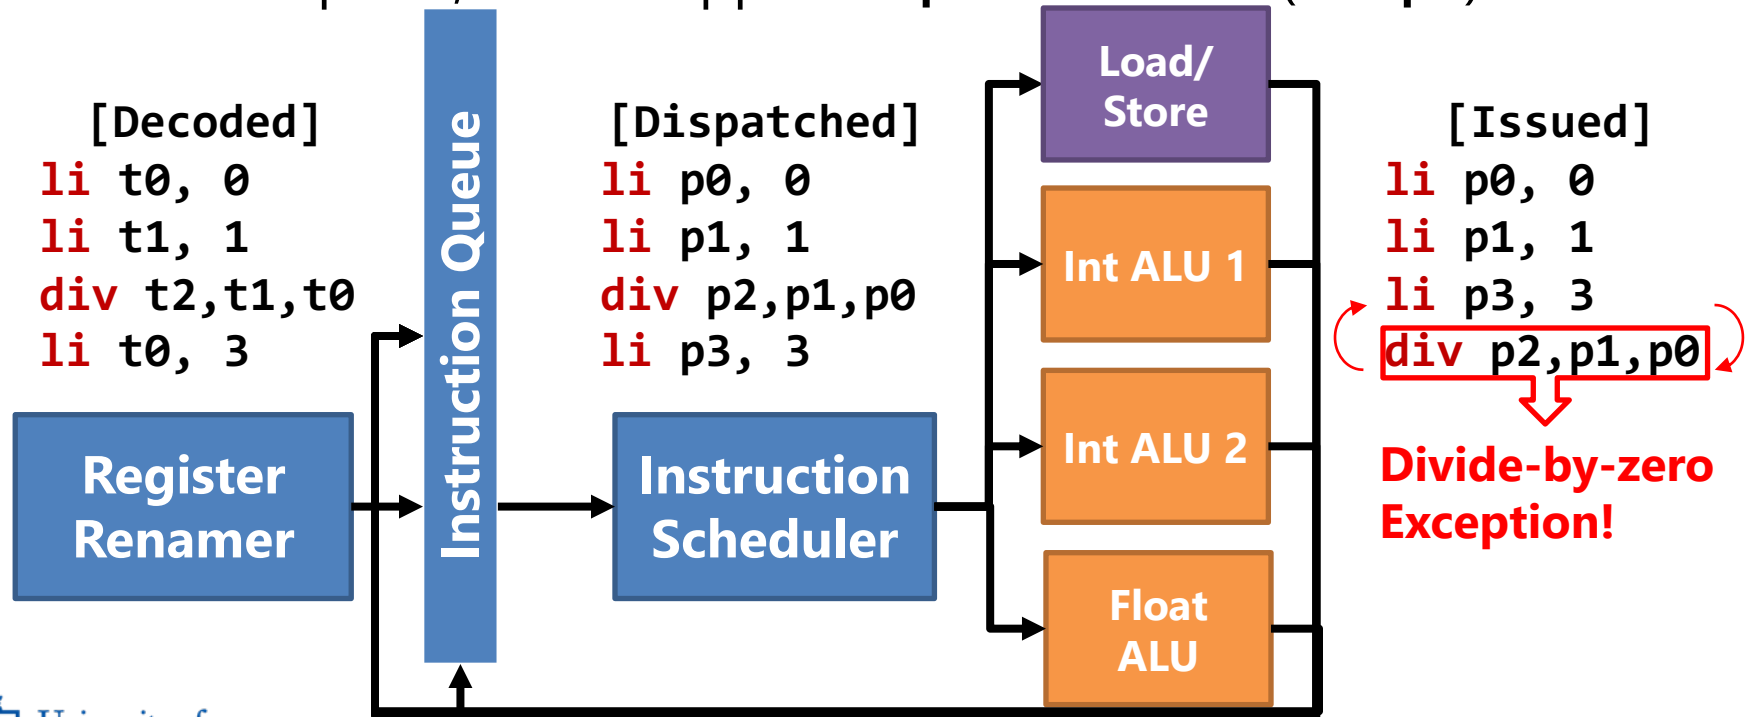 [Decoded]
li t0, 0
li t1, 1
div t2,t1,t0
li t0, 3
Register
Renamer
Instruction Queue
[Dispatched]
li p0, 0
li p1, 1
div p2,p1,p0
li p3, 3
Instruction
Scheduler
Load/
Store
Int ALU 1
Int ALU 2
Float
ALU
[Issued]
li p0, 0
li p1, 1
li p3, 3
div p2,p1,p0
Divide-by-zero
Exception!